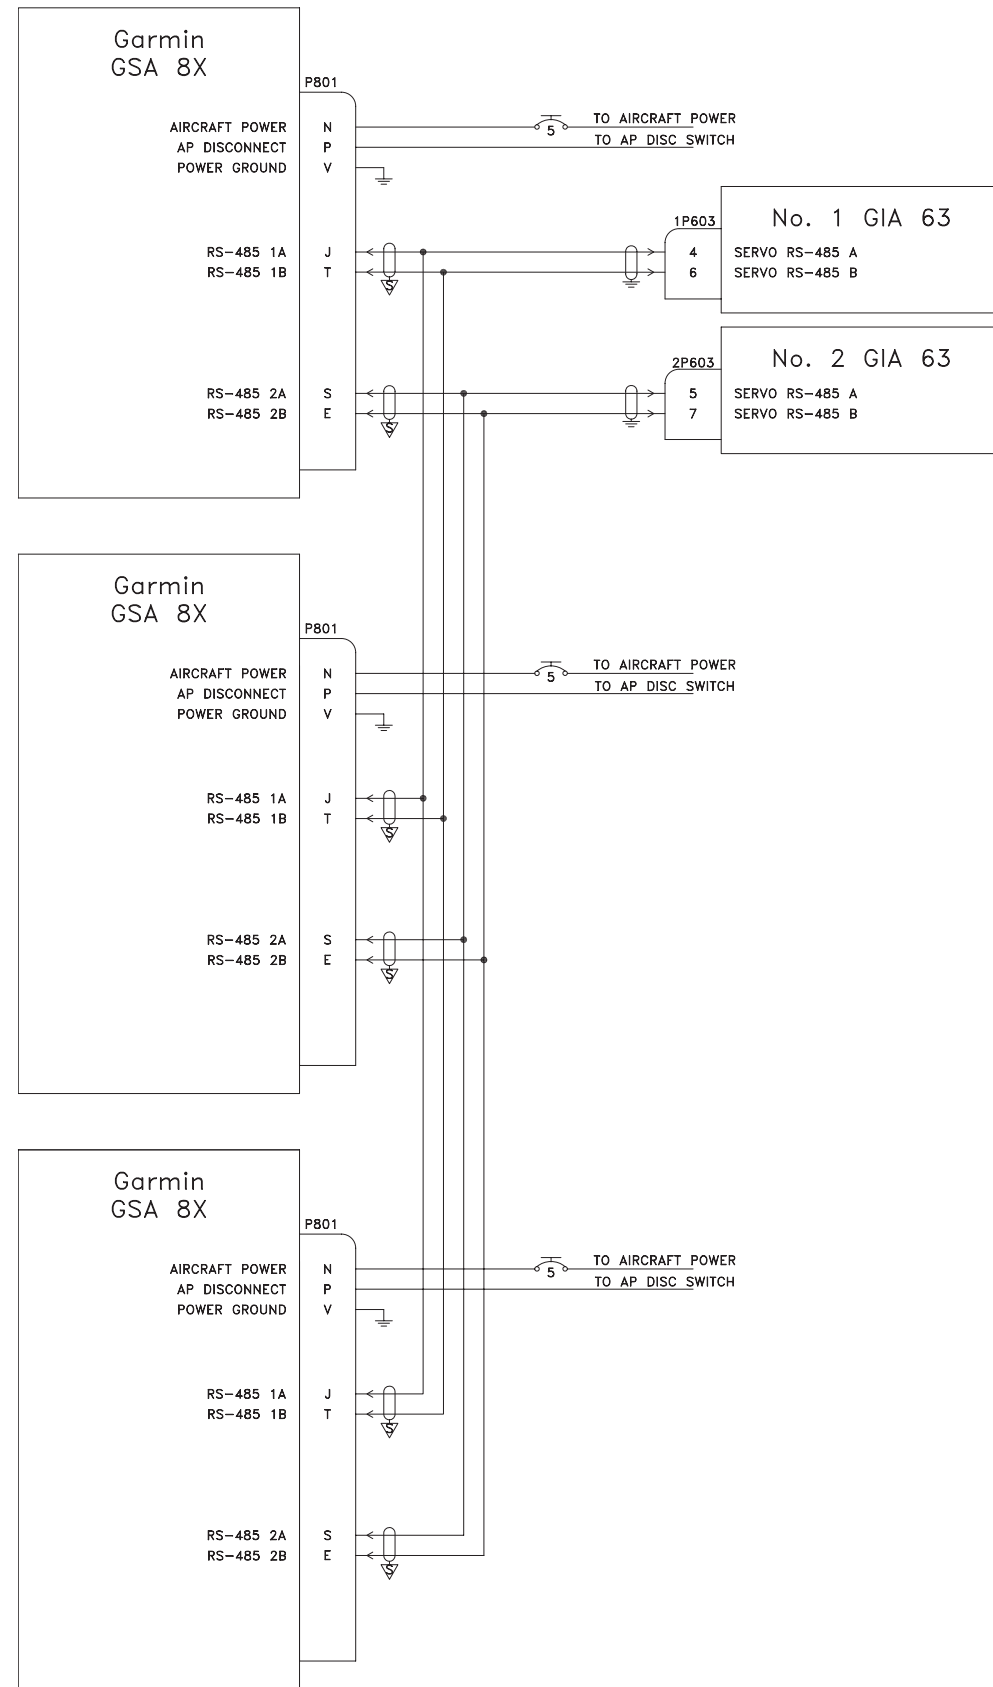 Garmin
GSA 8X
P801
AIRCRAFT POWER N 5 TO AIRCRAFT POWER
AP DISCONNECT P TO AP DISC SWITCH
POWER GROUND V
1P603 No. 1 GIA 63
RS-485 1A J 4 SERVO RS-485 A
RS-485 1B T 6 SERVO RS-485 B
S
2P603 No. 2 GIA 63
RS-485 2A S 5 SERVO RS-485 A
RS-485 2B E 7 SERVO RS-485 B
S
Garmin
GSA 8X
P801
AIRCRAFT POWER N 5 TO AIRCRAFT POWER
AP DISCONNECT P TO AP DISC SWITCH
POWER GROUND V
RS-485 1A J
RS-485 1B T
S
RS-485 2A S
RS-485 2B E
S
Garmin
GSA 8X
P801
AIRCRAFT POWER N 5 TO AIRCRAFT POWER
AP DISCONNECT P TO AP DISC SWITCH
POWER GROUND V
RS-485 1A J
RS-485 1B T
S
RS-485 2A S
RS-485 2B E
S